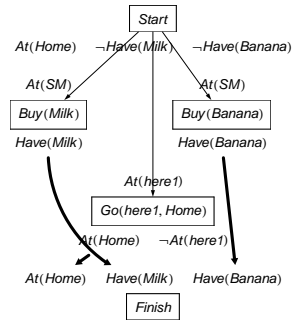 Start
At(Home) ¬Have(Milk) ¬Have(Banana)
At(SM) At(SM)
Buy(Milk) Buy(Banana)
Have(Milk) Have(Banana)
At(here1)
Go(here1, Home)
At(Home) ¬At(here1)
At(Home) Have(Milk) Have(Banana)
Finish